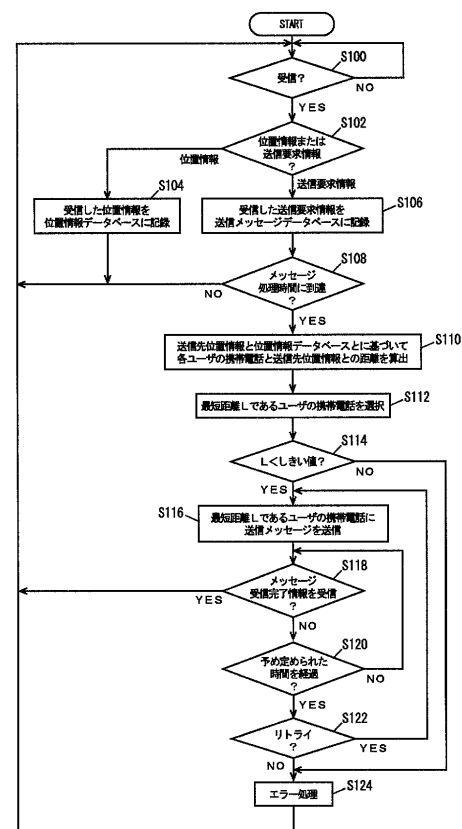 START
S100
受信?
NO
YES
S102
位置情報または
送信要求情報
?
位置情報
送信要求情報
S104
受信した位置情報を
位置情報データベースに記録
S106
受信した送信要求情報を
送信メッセージデータベースに記録
S108
メッセージ
処理時間に到達
?
NO
YES
S110
送信先位置情報と位置情報データベースとに基づいて
各ユーザの携帯電話と送信先位置情報との距離を算出
S112
最短距離Lであるユーザの携帯電話を選択
S114
L<しきい値?
NO
YES
S116
最短距離Lであるユーザの携帯電話に
送信メッセージを送信
S118
メッセージ
受信完了情報を受信
?
YES
NO
S120
予め定められた
時間を経過
?
NO
YES
S122
リトライ
?
YES
NO
S124
エラー処理